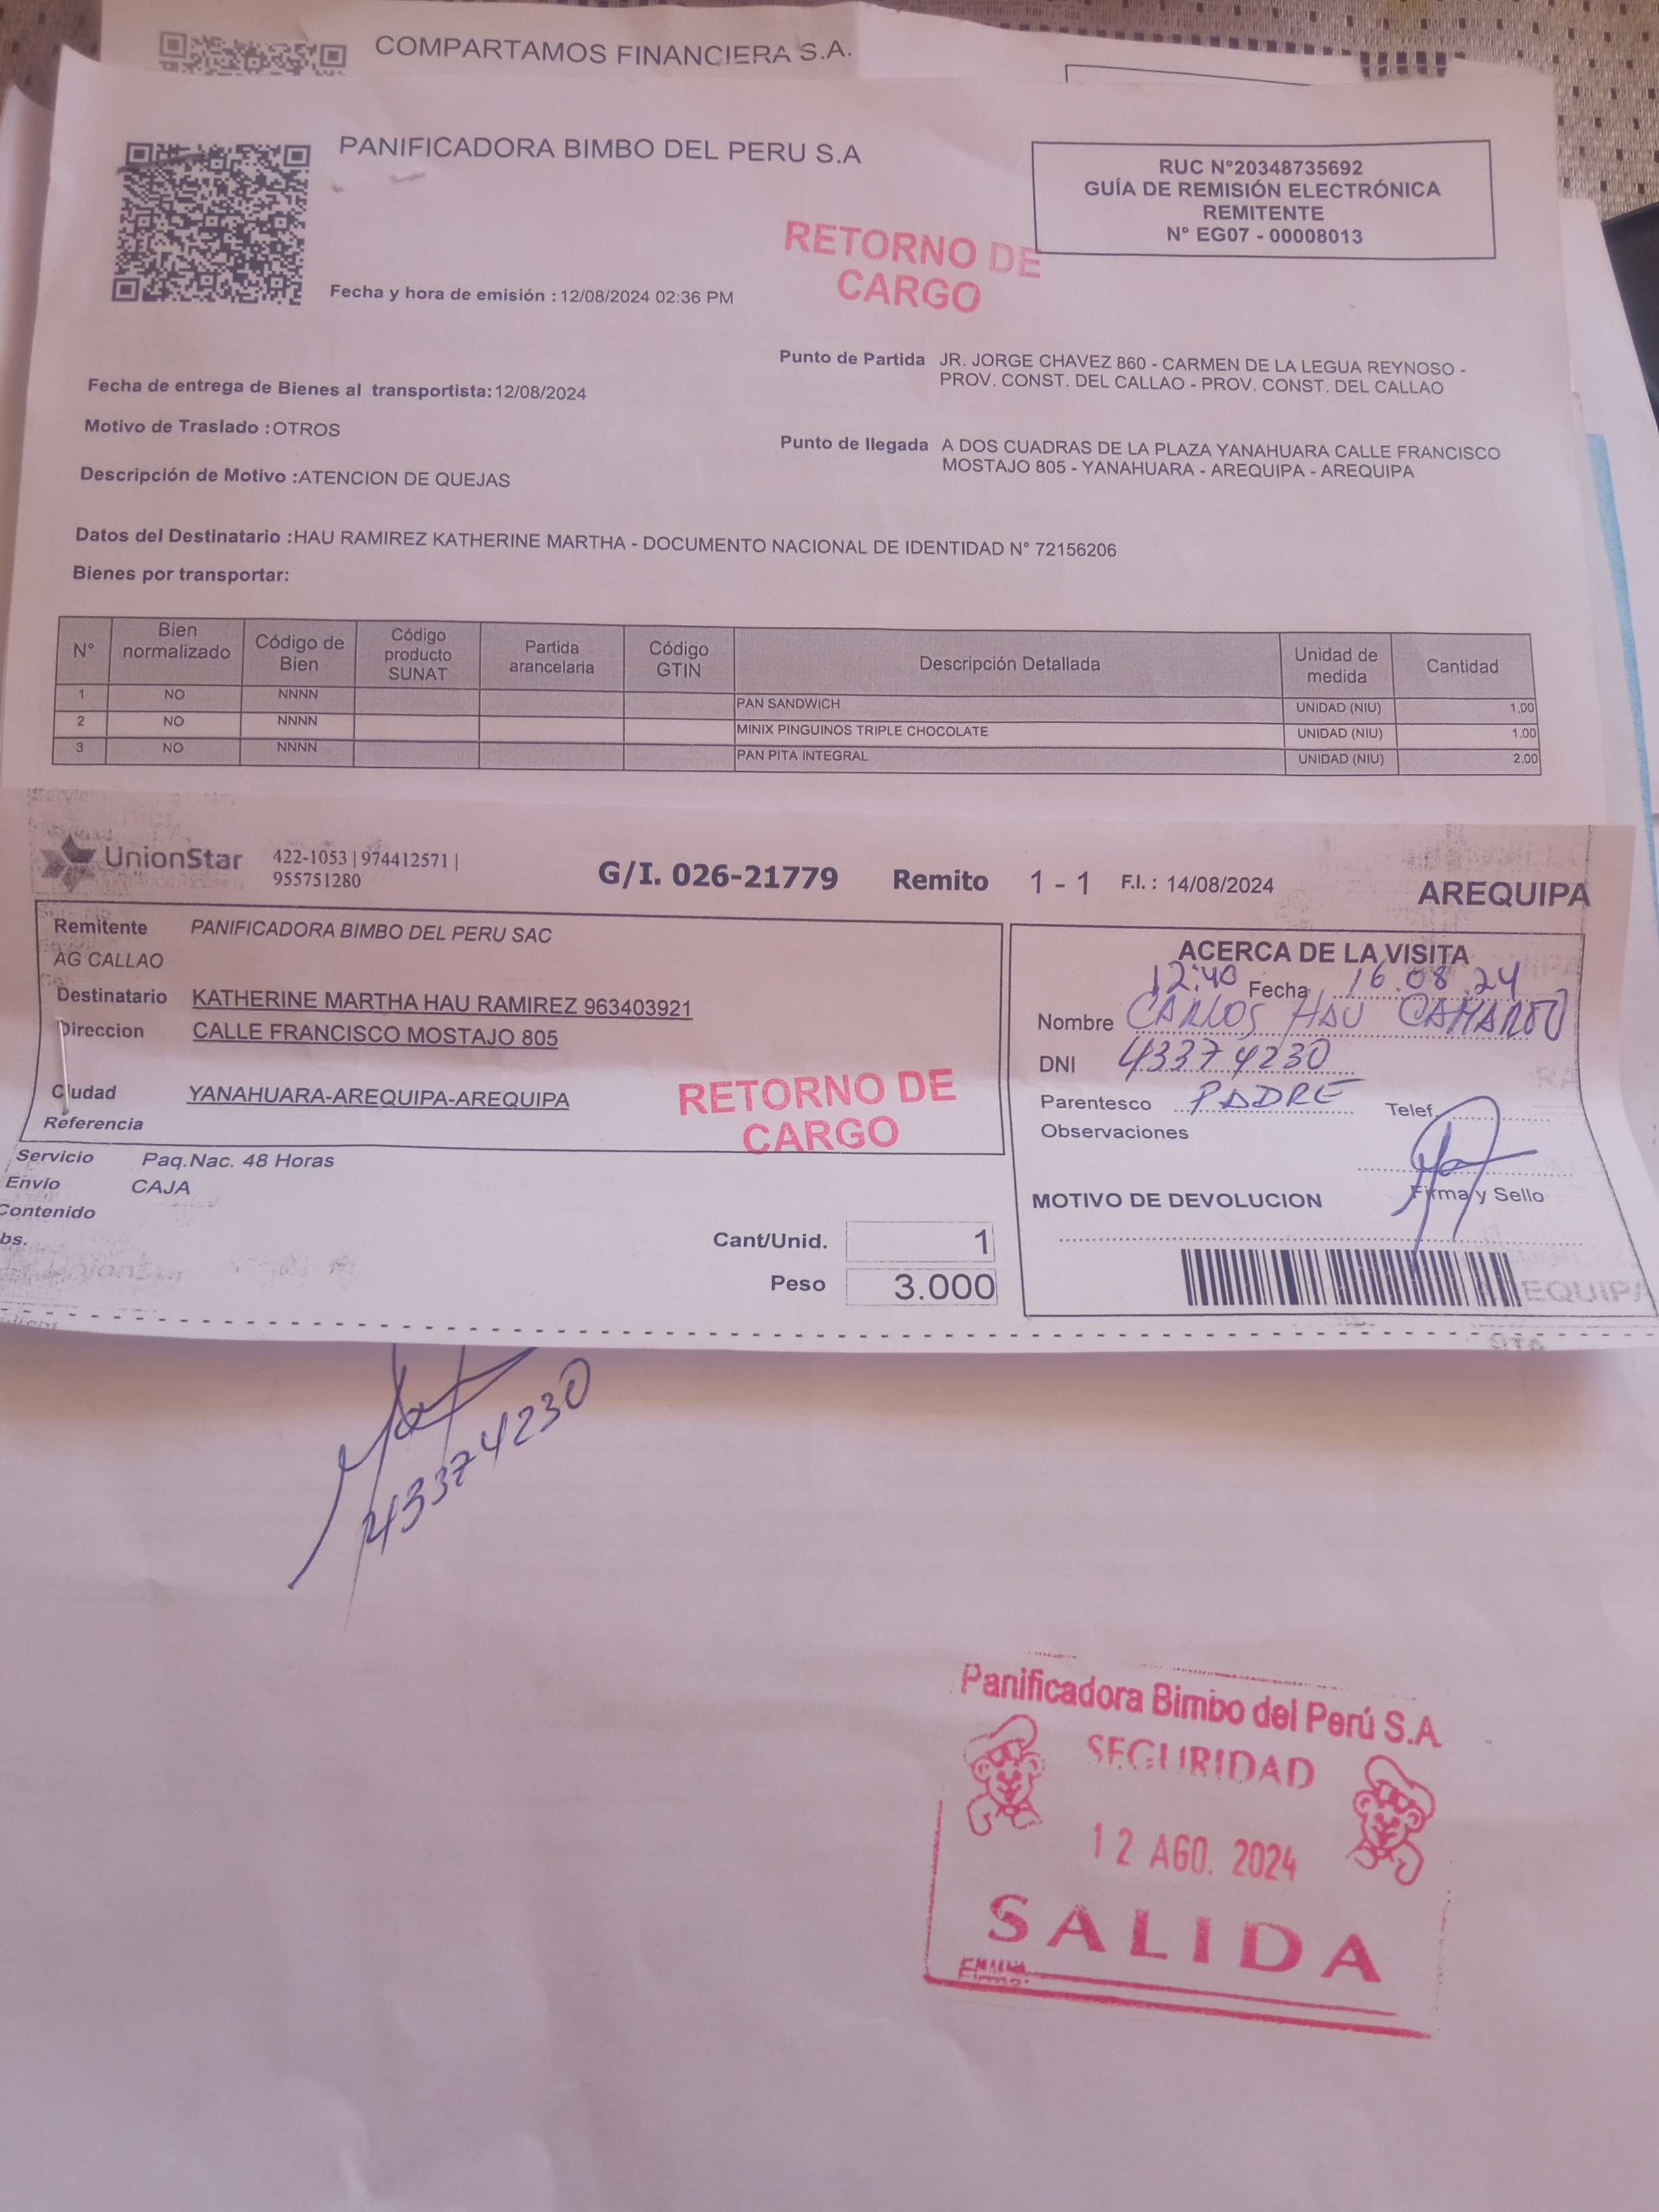 COMPARTAMOS FINANCIERA S.A.
PANIFICADORA BIMBO DEL PERU S.A
RUC N°20348735692
GUÍA DE REMISIÓN ELECTRÓNICA
REMITENTE
N° EG07 - 00008013
RETORNO DE
CARGO
Fecha y hora de emisión : 12/08/2024 02:36 PM
Punto de Partida JR. JORGE CHAVEZ 860 - CARMEN DE LA LEGUA REYNOSO -
PROV. CONST. DEL CALLAO - PROV. CONST. DEL CALLAO
Fecha de entrega de Bienes al transportista: 12/08/2024
Motivo de Traslado : OTROS
Punto de llegada A DOS CUADRAS DE LA PLAZA YANAHUARA CALLE FRANCISCO
MOSTAJO 805 - YANAHUARA - AREQUIPA - AREQUIPA
Descripción de Motivo : ATENCION DE QUEJAS
Datos del Destinatario : HAU RAMIREZ KATHERINE MARTHA - DOCUMENTO NACIONAL DE IDENTIDAD N° 72156206
Bienes por transportar:
N° Bien normalizado Código de Bien Código producto SUNAT Partida arancelaria Código GTIN Descripción Detallada Unidad de medida Cantidad
1 NO NNNN PAN SANDWICH UNIDAD (NIU) 1.00
2 NO NNNN MINIX PINGUINOS TRIPLE CHOCOLATE UNIDAD (NIU) 1.00
3 NO NNNN PAN PITA INTEGRAL UNIDAD (NIU) 2.00
UnionStar 422-1053 | 974412571 |
955751280
G/I. 026-21779 Remito 1 - 1 F.I. : 14/08/2024 AREQUIPA
Remitente PANIFICADORA BIMBO DEL PERU SAC
AG CALLAO
Destinatario KATHERINE MARTHA HAU RAMIREZ 963403921
Direccion CALLE FRANCISCO MOSTAJO 805
Ciudad YANAHUARA-AREQUIPA-AREQUIPA
Referencia
RETORNO DE
CARGO
Servicio Paq.Nac. 48 Horas
Envío CAJA
Contenido
bs.
Cant/Unid. 1
Peso 3.000
ACERCA DE LA VISITA
12:40 Fecha 16.08.24
Nombre CARLOS HAU
DNI 43374230
Parentesco PADRE Telef.
Observaciones
Firma y Sello
MOTIVO DE DEVOLUCION
EQUIPA
43374230
Panificadora Bimbo del Perú S.A.
SEGURIDAD
12 AGO. 2024
SALIDA